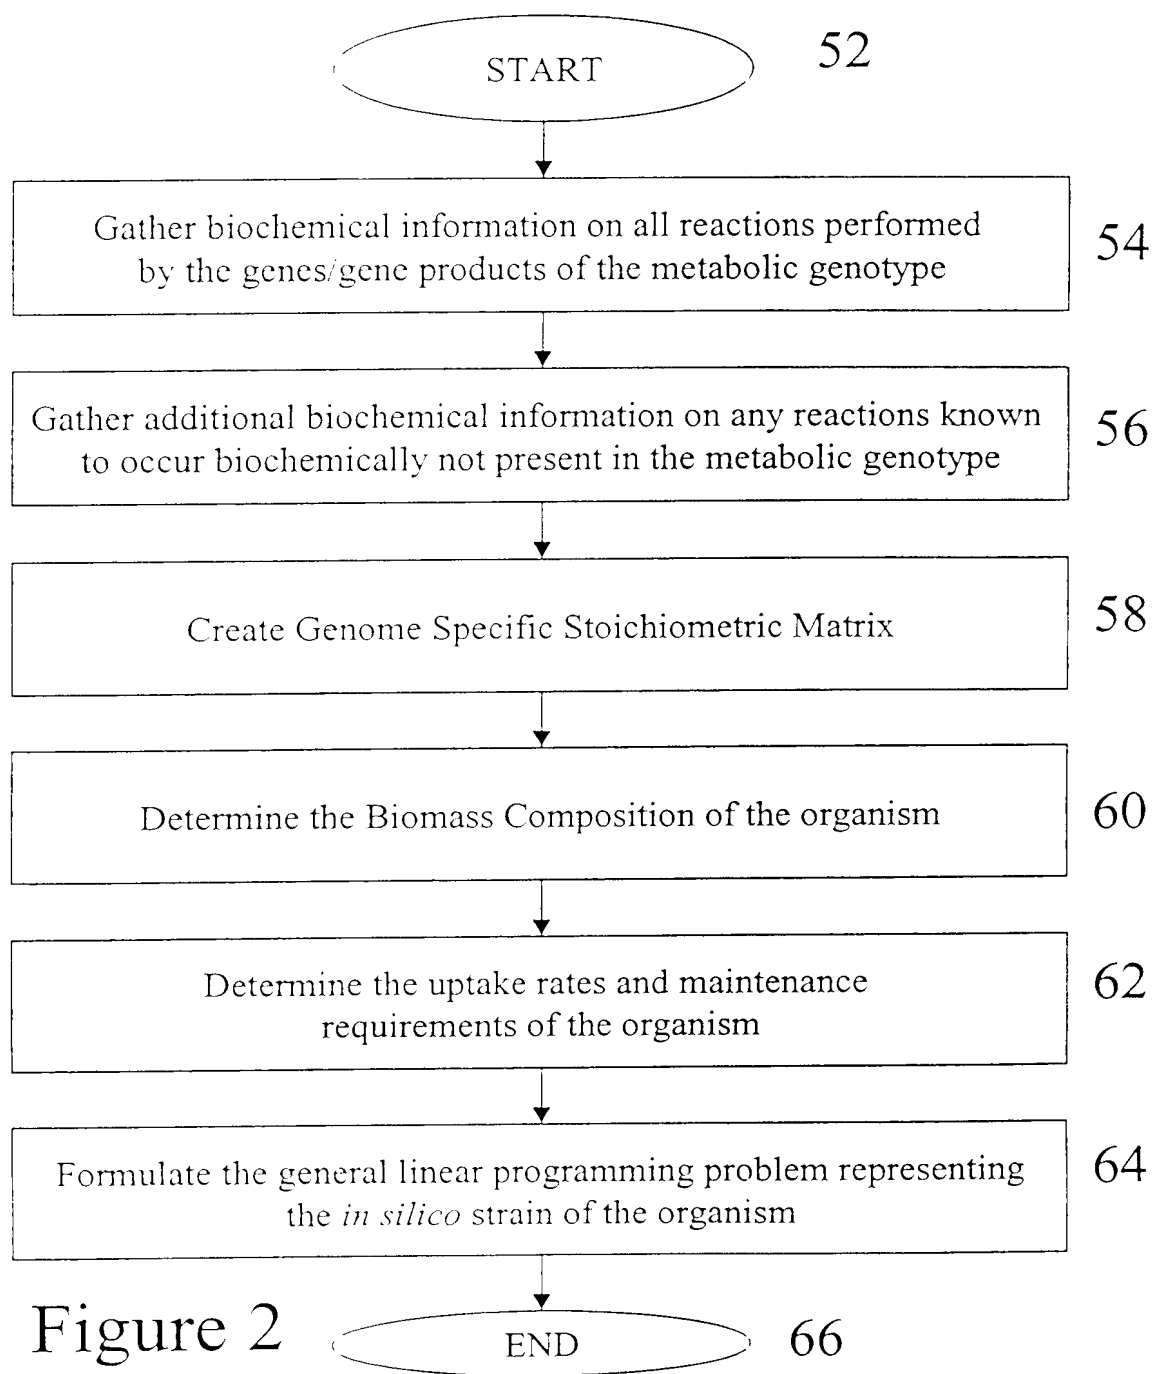 START
52
Gather biochemical information on all reactions performed
by the genes/gene products of the metabolic genotype
54
Gather additional biochemical information on any reactions known
to occur biochemically not present in the metabolic genotype
56
Create Genome Specific Stoichiometric Matrix
58
Determine the Biomass Composition of the organism
60
Determine the uptake rates and maintenance
requirements of the organism
62
Formulate the general linear programming problem representing
the in silico strain of the organism
64
Figure 2
END
66